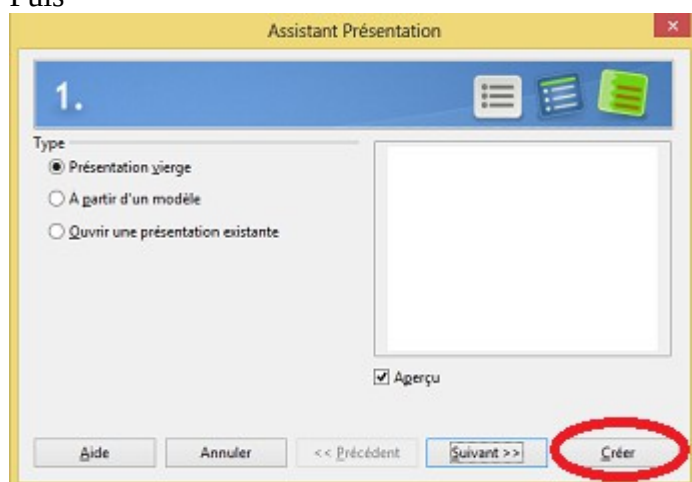 Puis
Assistant Présentation
1.
Type
Présentation vierge
A partir d'un modèle
Ouvrir une présentation existante
Aperçu
Aide Annuler << Précédent Suivant >> Créer